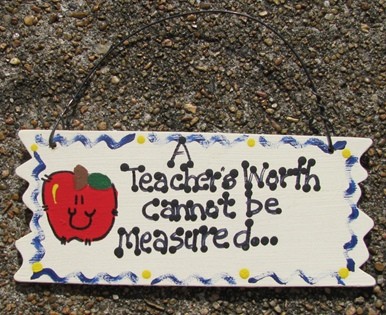 A
Teacher's Worth
cannot be
Measured...